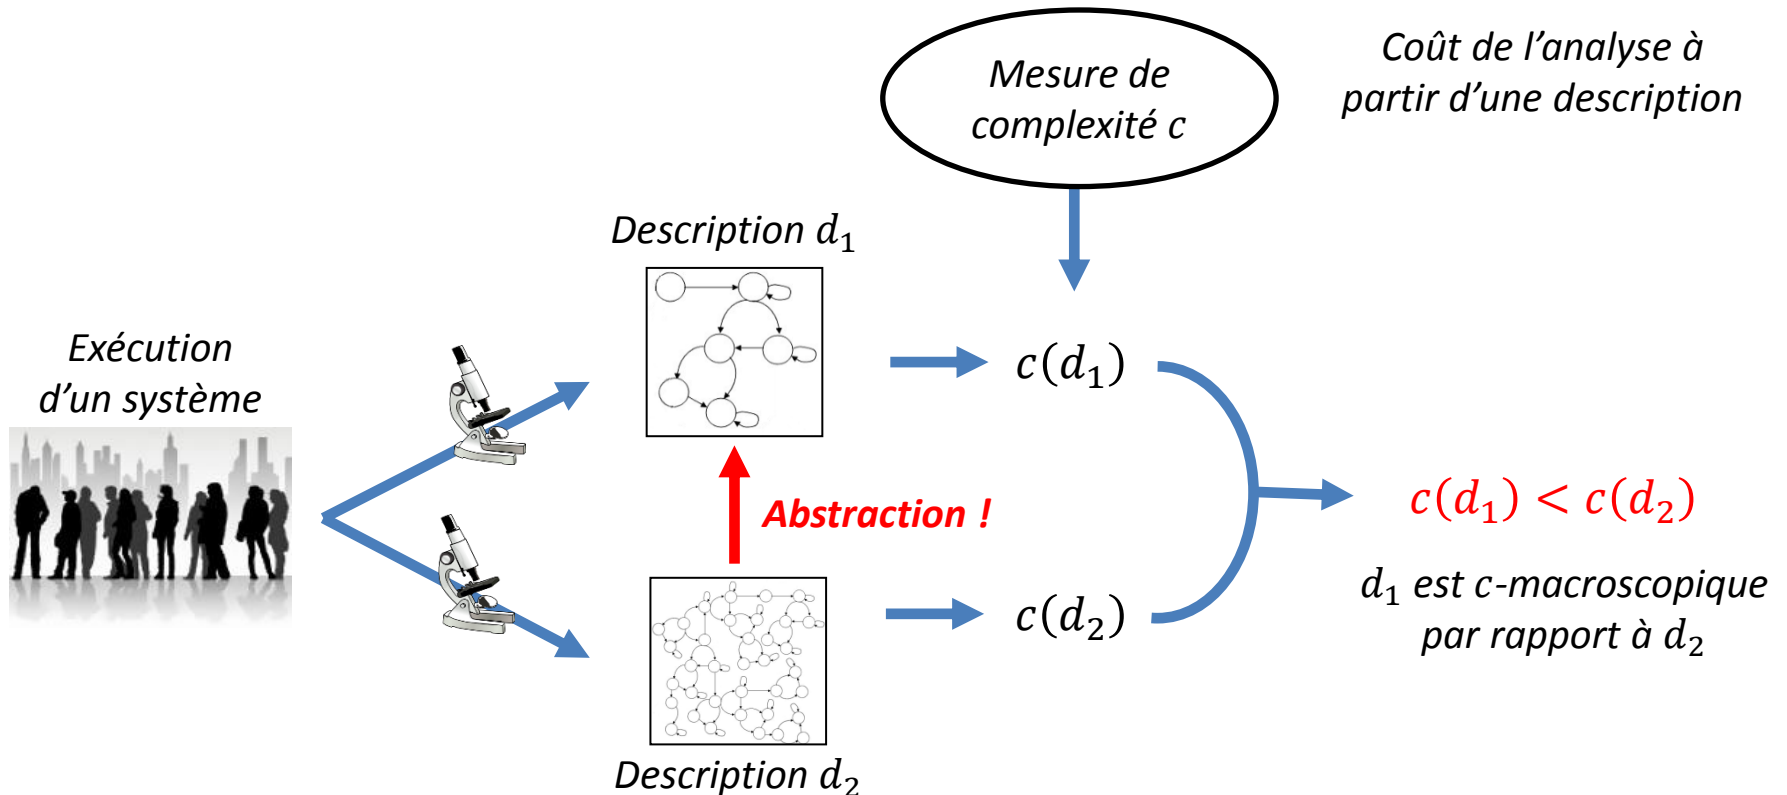 Mesure de
complexité c
Coût de l'analyse à
partir d'une description
Description d₁
Exécution
d'un système
c(d₁)
Abstraction !
c(d₁) < c(d₂)
d₁ est c-macroscopique
par rapport à d₂
c(d₂)
Description d₂